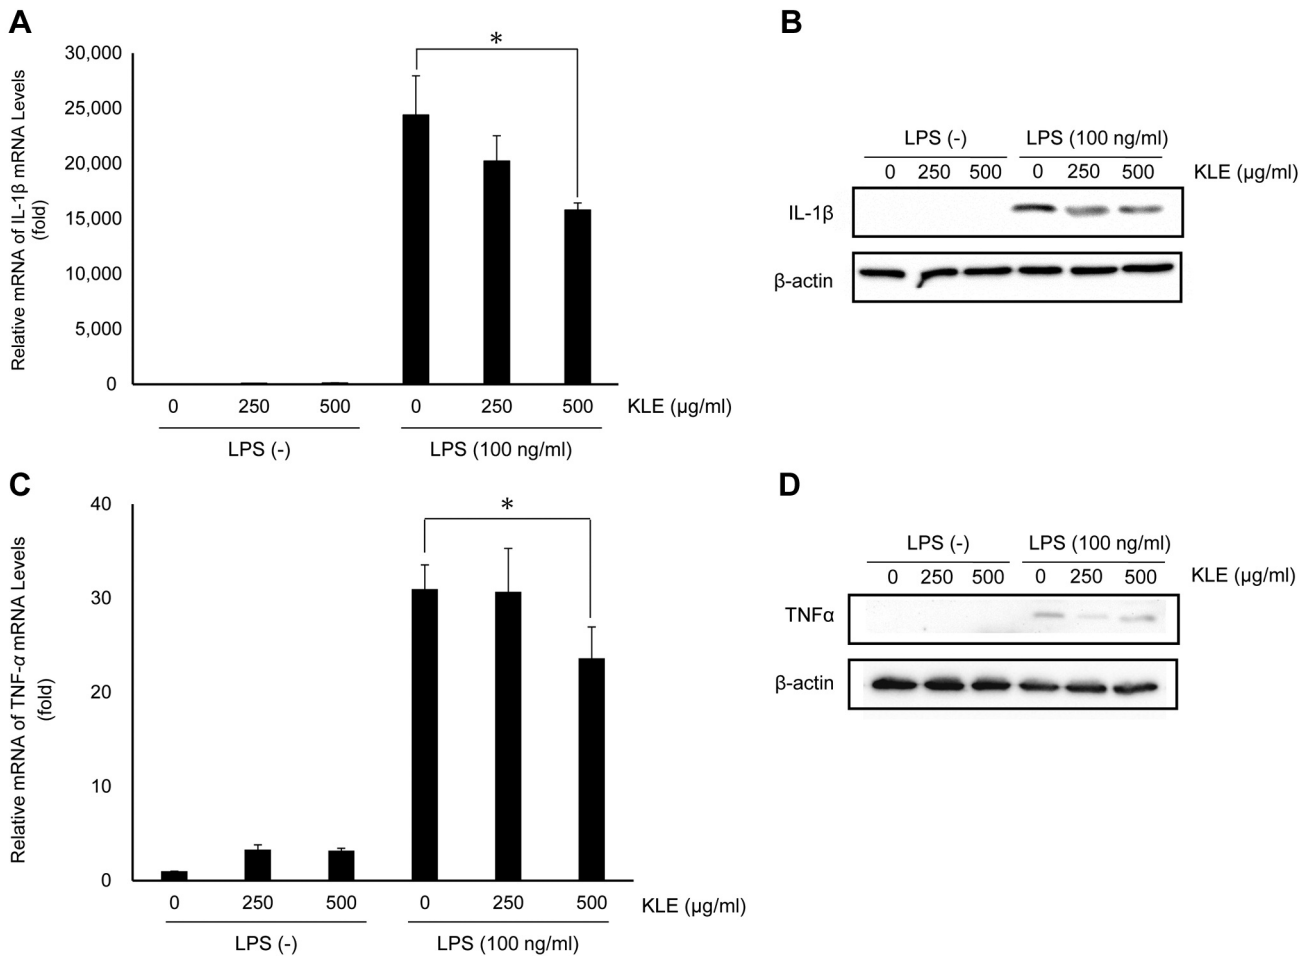 A
Relative mRNA of IL-1β mRNA Levels
(fold)
30,000
25,000
20,000
15,000
10,000
5,000
0
*
0 250 500 0 250 500 KLE (μg/ml)
LPS (-) LPS (100 ng/ml)
B
LPS (-) LPS (100 ng/ml)
0 250 500 0 250 500 KLE (μg/ml)
IL-1β
β-actin
C
Relative mRNA of TNF-α mRNA Levels
(fold)
40
30
20
10
0
*
0 250 500 0 250 500 KLE (μg/ml)
LPS (-) LPS (100 ng/ml)
D
LPS (-) LPS (100 ng/ml)
0 250 500 0 250 500 KLE (μg/ml)
TNFα
β-actin